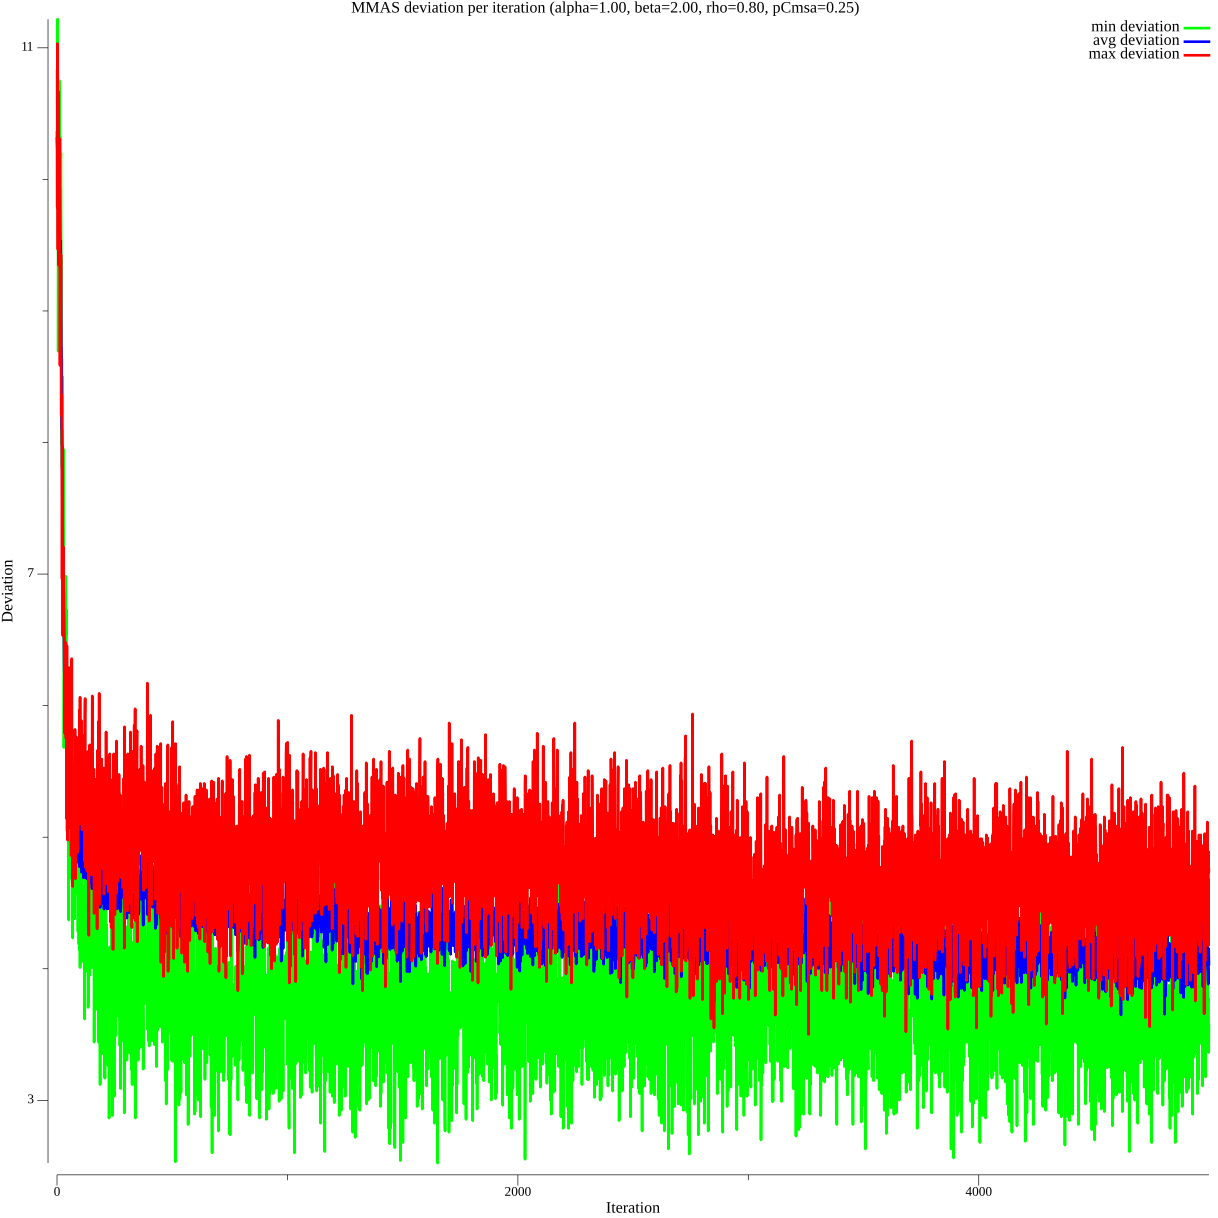 MMAS deviation per iteration (alpha=1.00, beta=2.00, rho=0.80, pCmsa=0.25)
min deviation
avg deviation
max deviation
11
7
3
Deviation
0
2000
4000
Iteration